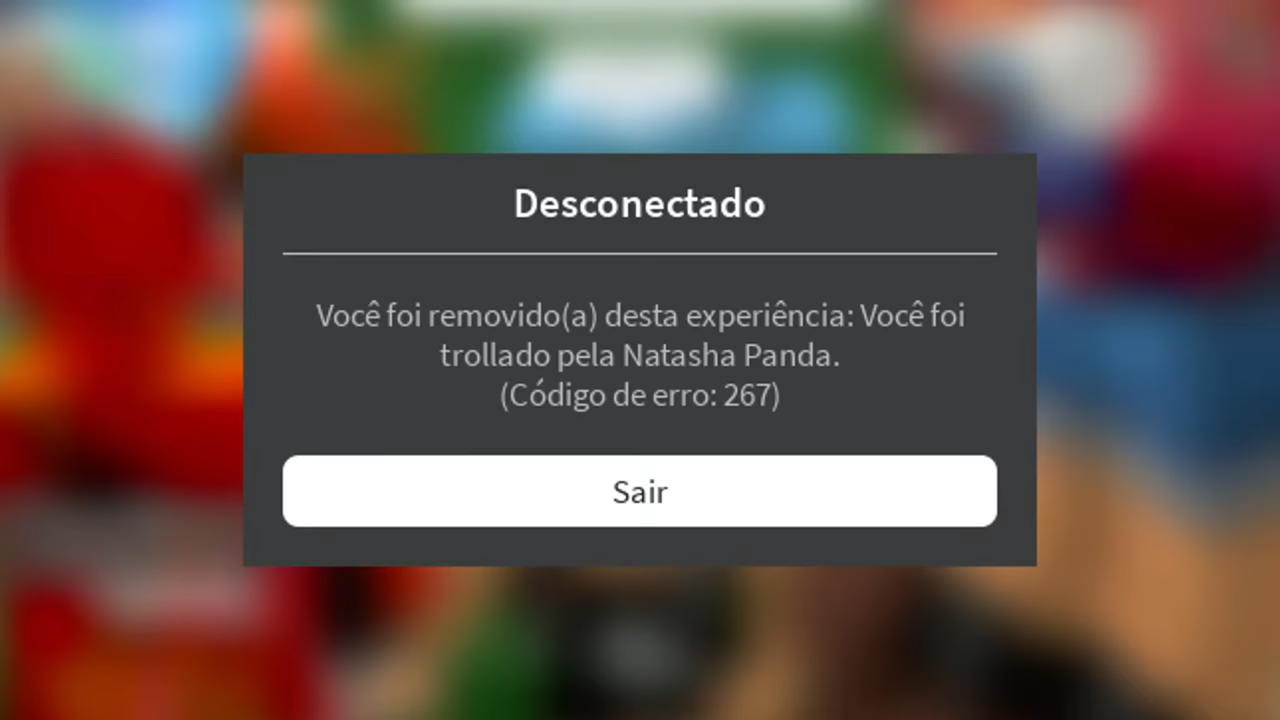 Desconectado
Você foi removido(a) desta experiência: Você foi
trollado pela Natasha Panda.
(Código de erro: 267)
Sair